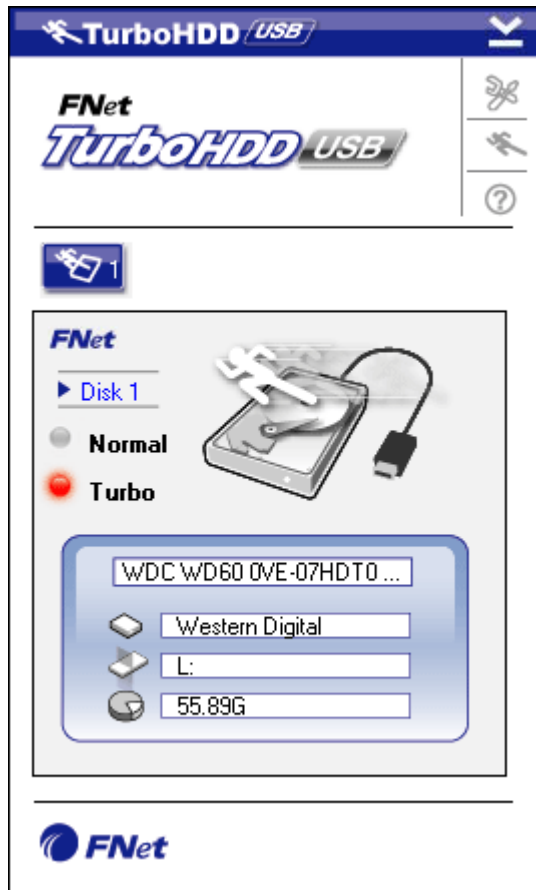 TurboHDD USB
FNet
TurboHDD USB
?
1
FNet
Disk 1
Normal
Turbo
WDC WD60 0VE-07HDT0 ...
Western Digital
L:
55.89G
FNet